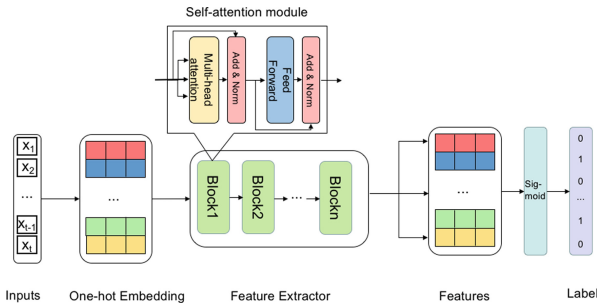 Self-attention module
Multi-head
attention
Add & Norm
Feed
Forward
Add & Norm
x1
x2
...
xt-1
xt
...
Block1
Block2
...
Blockn
...
Sig-
moid
0
1
0
...
1
0
Inputs
One-hot Embedding
Feature Extractor
Features
Label